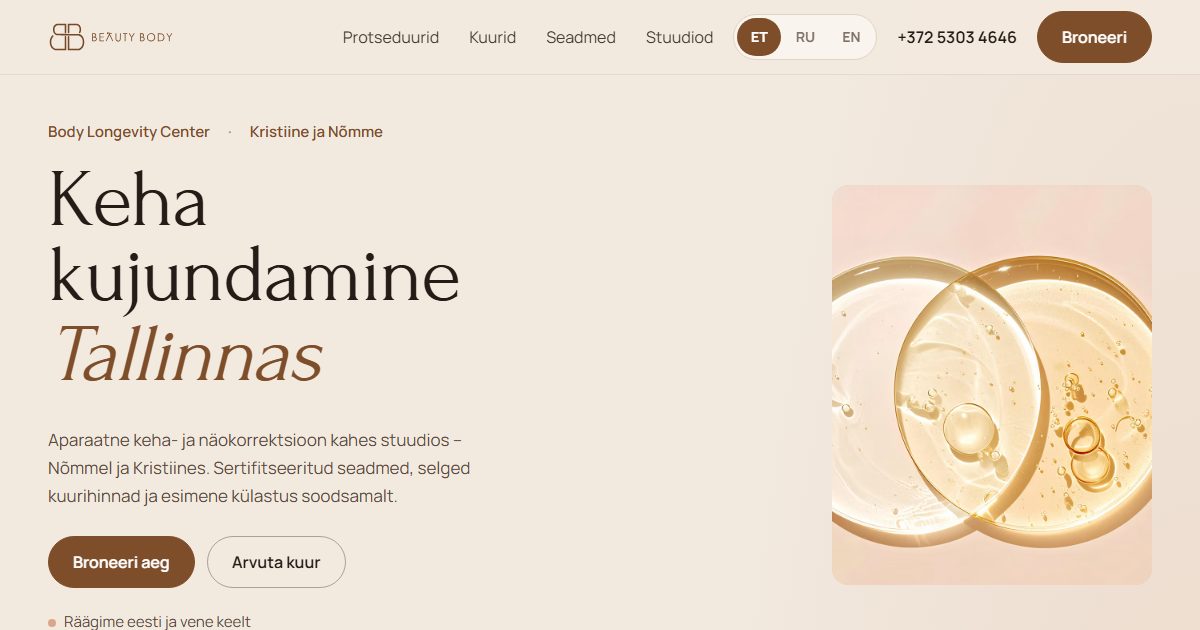 BEAUTY BODY
Protseduurid Kuurid Seadmed Stuudiod ET RU EN +372 5303 4646 Broneeri
Body Longevity Center · Kristiine ja Nõmme
Keha
kujundamine
Tallinnas
Aparaatne keha- ja näokorrektsioon kahes stuudios –
Nõmmel ja Kristiines. Sertifitseeritud seadmed, selged
kuurihinnad ja esimene külastus soodsamalt.
Broneeri aeg Arvuta kuur
Räägime eesti ja vene keelt